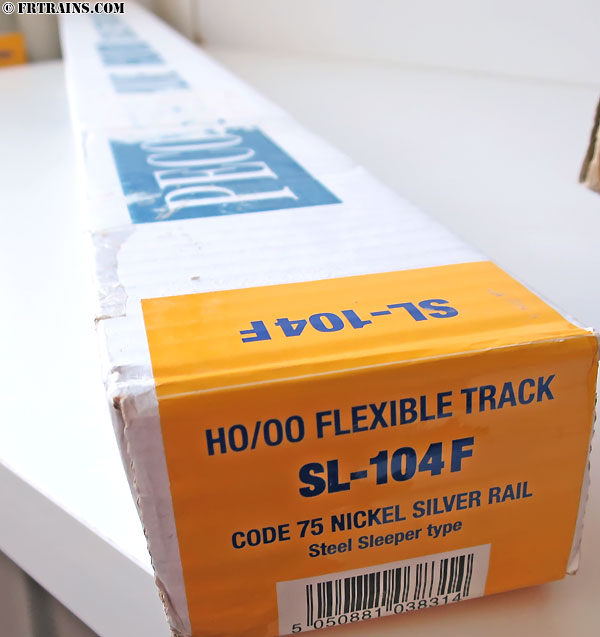 © FRTRAINS.COM
PECO
SL-104F
HO/OO FLEXIBLE TRACK
SL-104F
CODE 75 NICKEL SILVER RAIL
Steel Sleeper type
5 050881 038314